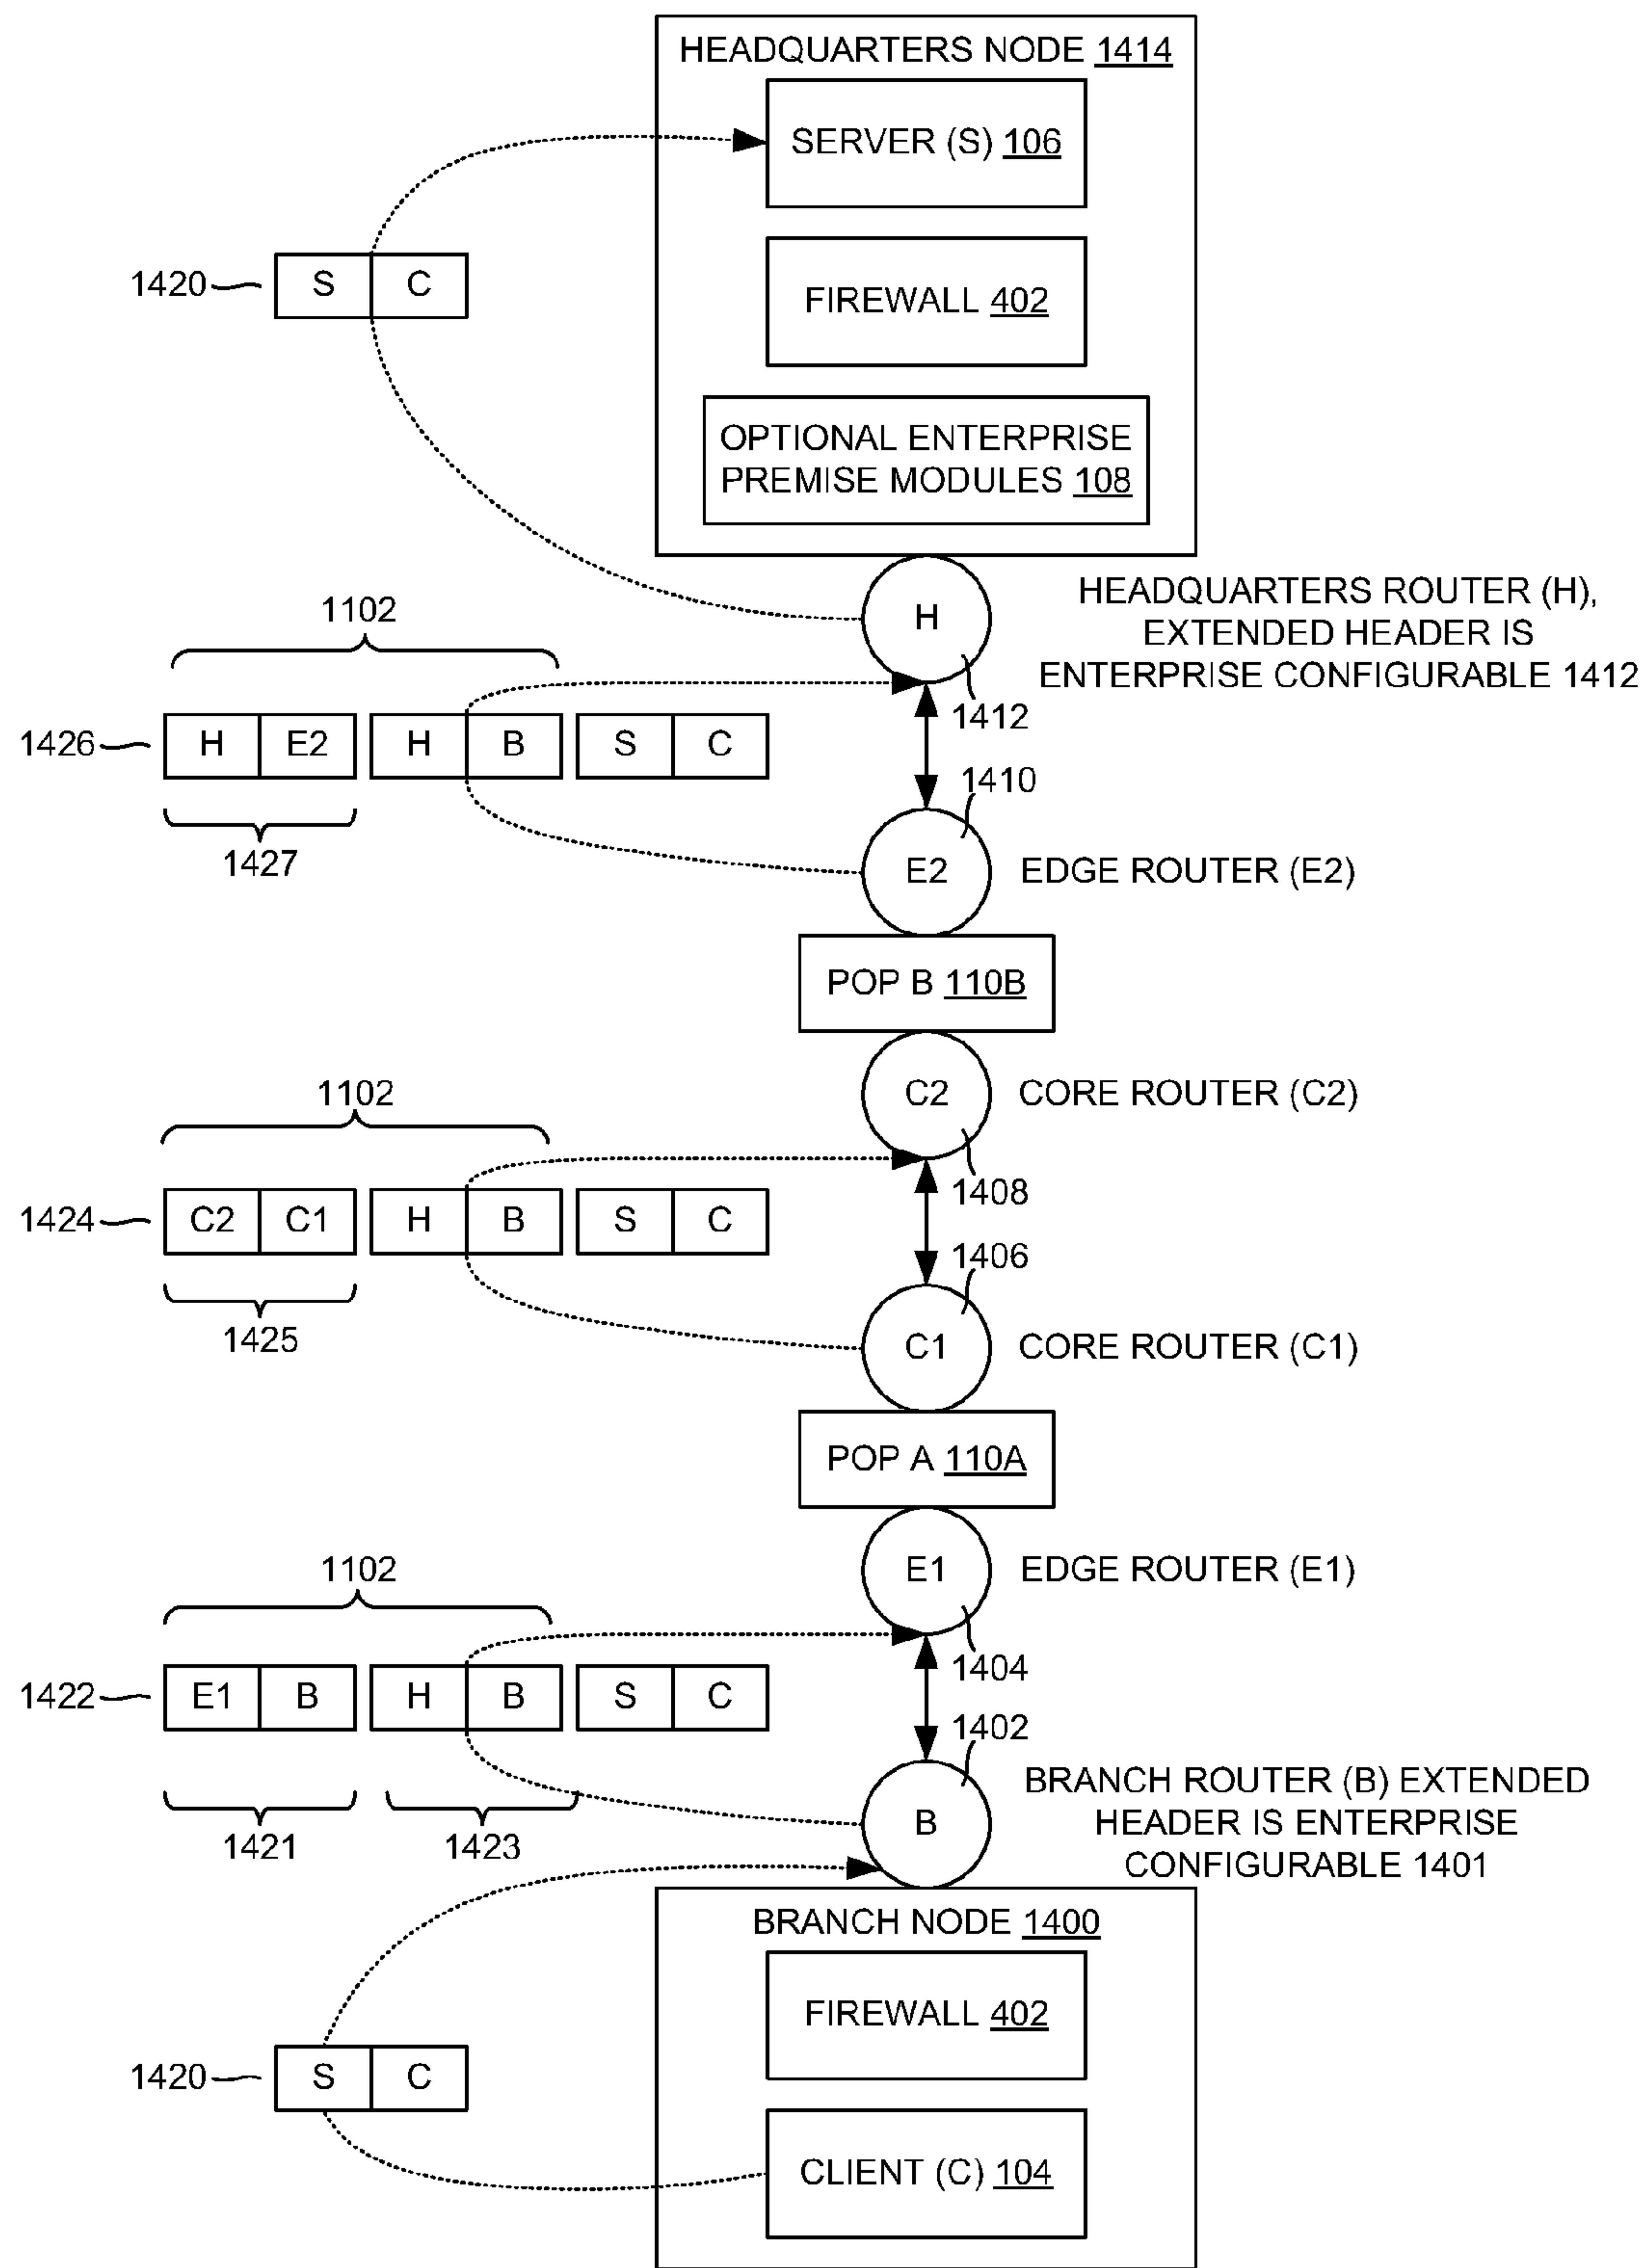 HEADQUARTERS NODE 1414
SERVER (S) 106
1420
S C
FIREWALL 402
OPTIONAL ENTERPRISE
PREMISE MODULES 108
H
HEADQUARTERS ROUTER (H),
EXTENDED HEADER IS
ENTERPRISE CONFIGURABLE 1412
1102
1412
1426
H E2 H B S C
1410
1427
E2
EDGE ROUTER (E2)
POP B 110B
C2
CORE ROUTER (C2)
1102
1408
1424
C2 C1 H B S C
1406
1425
C1
CORE ROUTER (C1)
POP A 110A
E1
EDGE ROUTER (E1)
1102
1404
1422
E1 B H B S C
1402
1421
1423
B
BRANCH ROUTER (B) EXTENDED
HEADER IS ENTERPRISE
CONFIGURABLE 1401
BRANCH NODE 1400
FIREWALL 402
1420
S C
CLIENT (C) 104